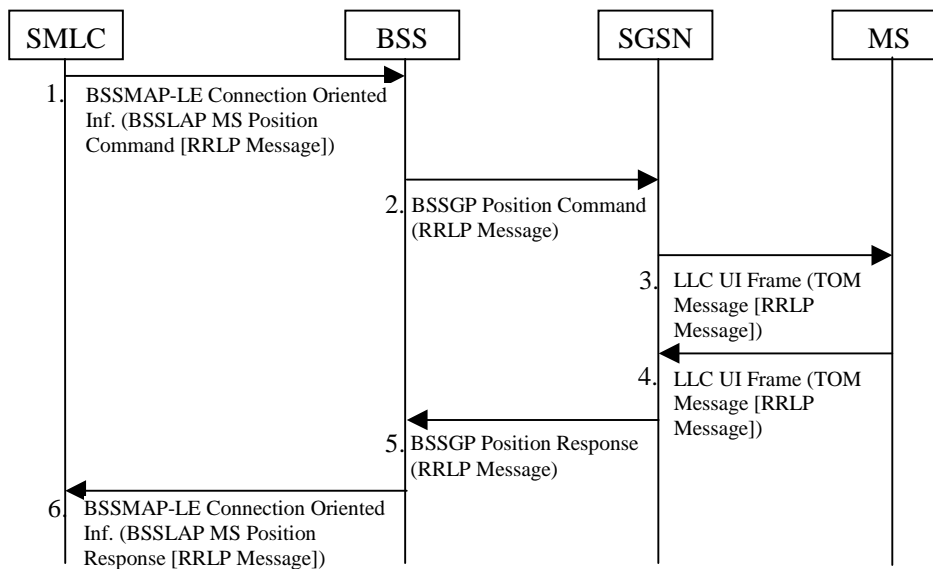 SMLC
BSS
SGSN
MS
1.
BSSMAP-LE Connection Oriented
Inf. (BSSLAP MS Position
Command [RRLP Message])
2.
BSSGP Position Command
(RRLP Message)
3.
LLC UI Frame (TOM
Message [RRLP
Message])
4.
LLC UI Frame (TOM
Message [RRLP
Message])
5.
BSSGP Position Response
(RRLP Message)
6.
BSSMAP-LE Connection Oriented
Inf. (BSSLAP MS Position
Response [RRLP Message])